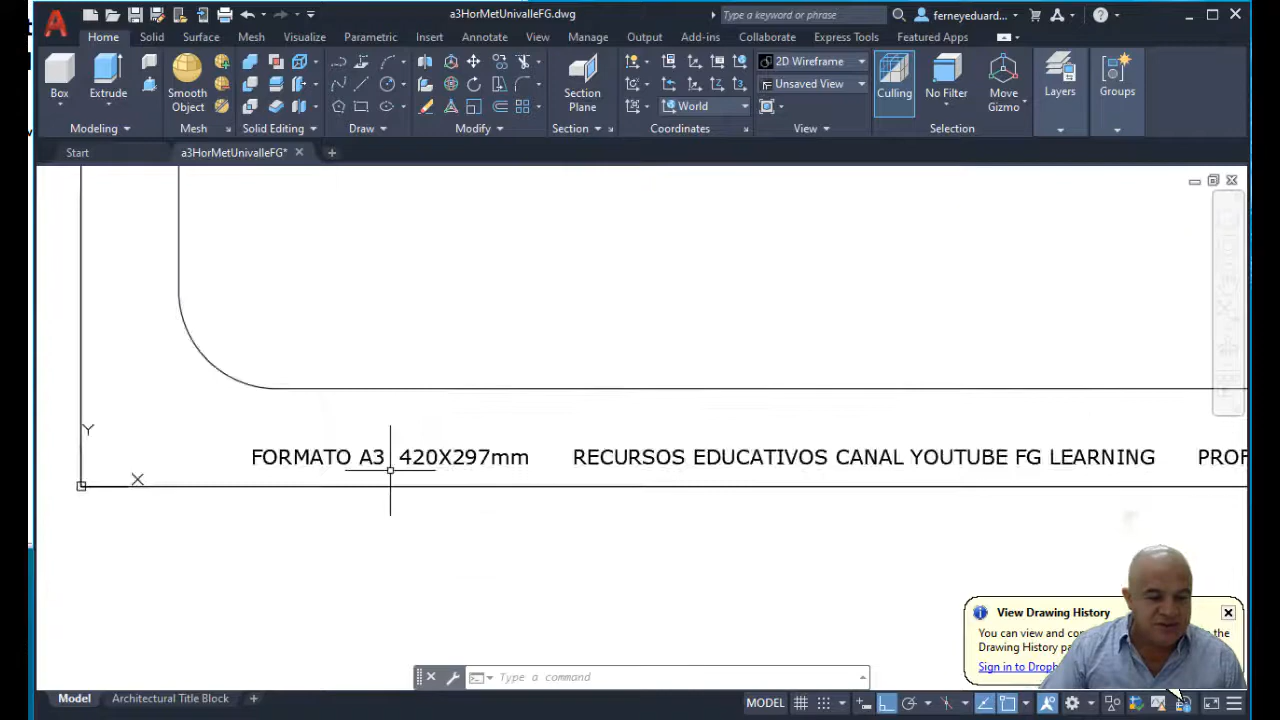 a3HorMetUnivalleFG.dwg
Type a keyword or phrase
ferneyeduard...
Home Solid Surface Mesh Visualize Parametric Insert Annotate View Manage Output Add-ins Collaborate Express Tools Featured Apps
Box
Extrude
Smooth
Object
Section
Plane
World
2D Wireframe
Unsaved View
Culling
No Filter
Move
Gizmo
Layers
Groups
Modeling Mesh Solid Editing Draw Modify Section Coordinates View Selection
Start a3HorMetUnivalleFG*
Y
X
FORMATO A3 420X297mm RECURSOS EDUCATIVOS CANAL YOUTUBE FG LEARNING
View Drawing History
You can view and
the
Drawing History
Sign in to
Type a command
Model Architectural Title Block
MODEL